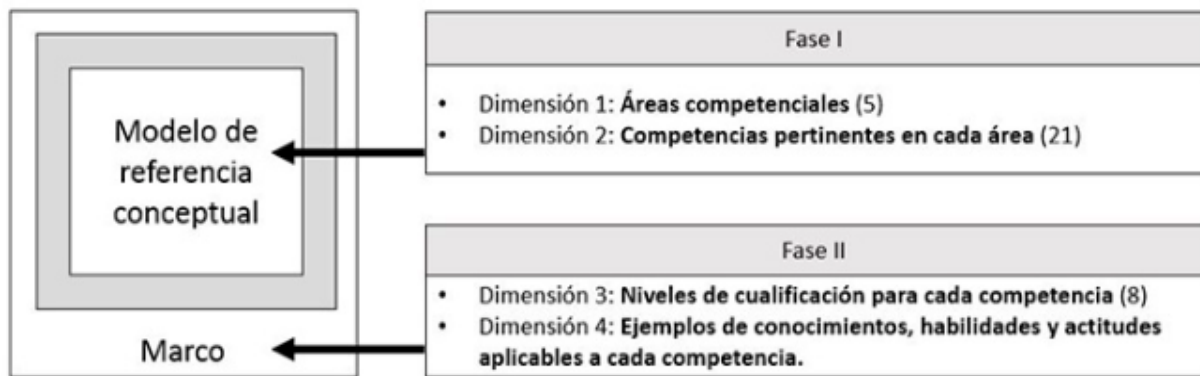 Modelo de
referencia
conceptual
Marco
Fase I
• Dimensión 1: Áreas competenciales (5)
• Dimensión 2: Competencias pertinentes en cada área (21)
Fase II
• Dimensión 3: Niveles de cualificación para cada competencia (8)
• Dimensión 4: Ejemplos de conocimientos, habilidades y actitudes
aplicables a cada competencia.